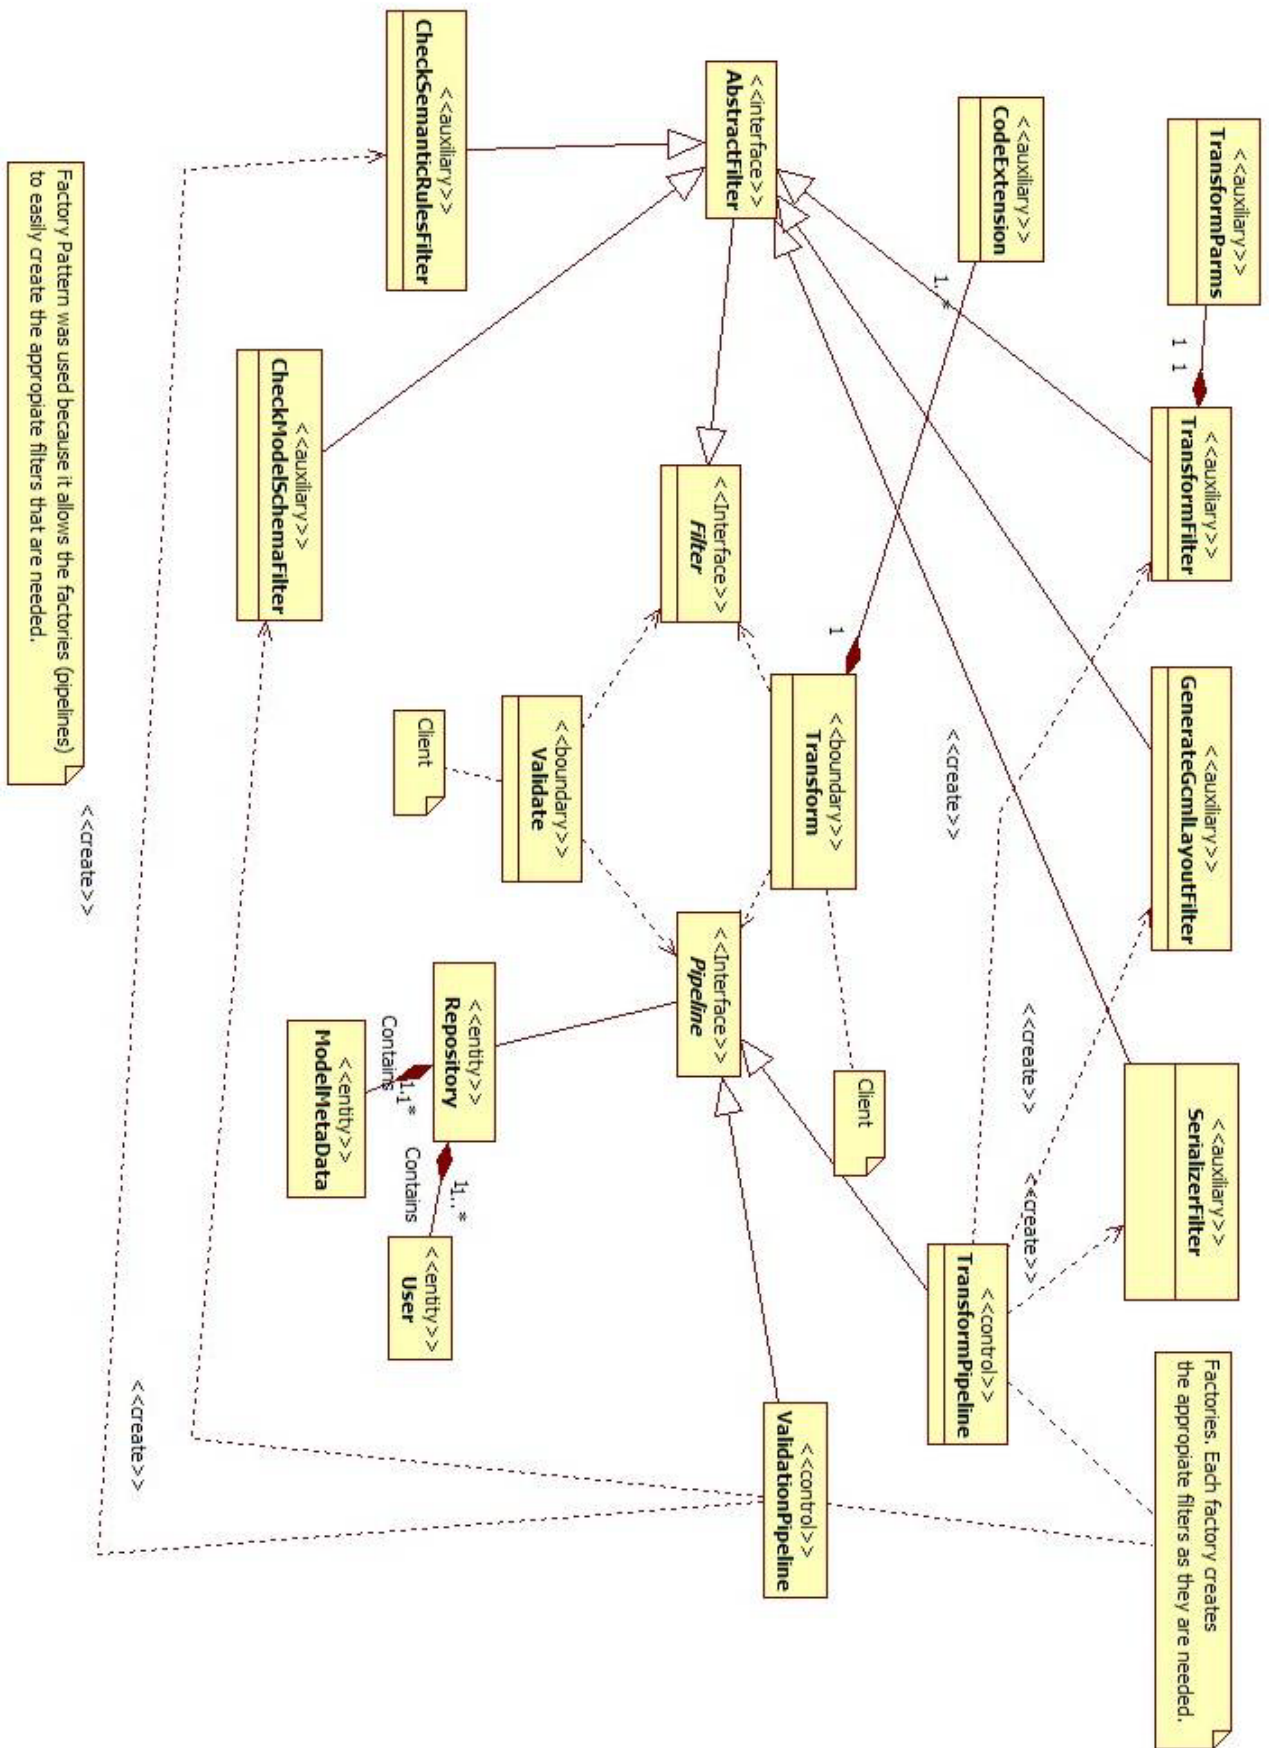 <<auxiliary>>
TransformParms
1 1
<<auxiliary>>
TransformFilter
<<auxiliary>>
GenerateGcmlLayoutFilter
<<auxiliary>>
SerializerFilter
Factories. Each factory creates
the appropiate filters as they are needed.
<<auxiliary>>
CodeExtension
1..*
<<create>>
<<create>>
<<create>>
<<control>>
TransformPipeline
1
<<boundary>>
Transform
Client
<<control>>
ValidationPipeline
<<interface>>
AbstractFilter
<<Interface>>
Filter
<<Interface>>
Pipeline
<<boundary>>
Validate
Client
<<entity>>
Repository
11..*
Contains
1.1*
Contains
<<entity>>
User
<<entity>>
ModelMetaData
<<auxiliary>>
CheckSemanticRulesFilter
<<auxiliary>>
CheckModelSchemaFilter
<<create>>
<<create>>
Factory Pattern was used because it allows the factories (pipelines)
to easily create the appropiate filters that are needed.